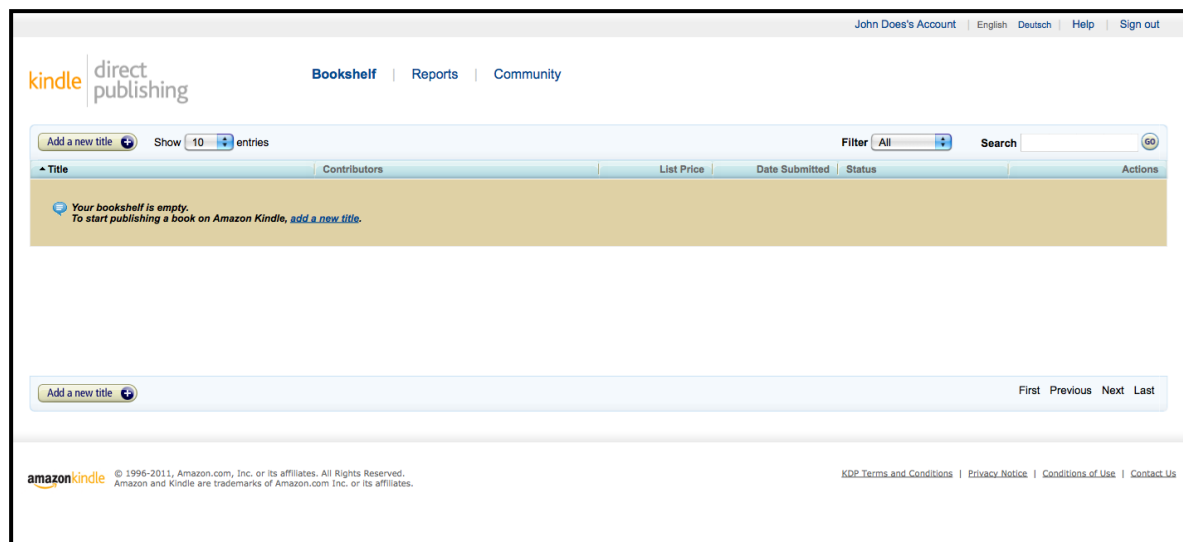 John Does's Account | English Deutsch | Help | Sign out
kindle direct publishing
Bookshelf | Reports | Community
Add a new title Show 10 entries Filter All Search GO
Title Contributors List Price Date Submitted Status Actions
Your bookshelf is empty.
To start publishing a book on Amazon Kindle, add a new title.
Add a new title First Previous Next Last
amazonkindle © 1996-2011, Amazon.com, Inc. or its affiliates. All Rights Reserved.
Amazon and Kindle are trademarks of Amazon.com Inc. or its affiliates.
KDP Terms and Conditions | Privacy Notice | Conditions of Use | Contact Us